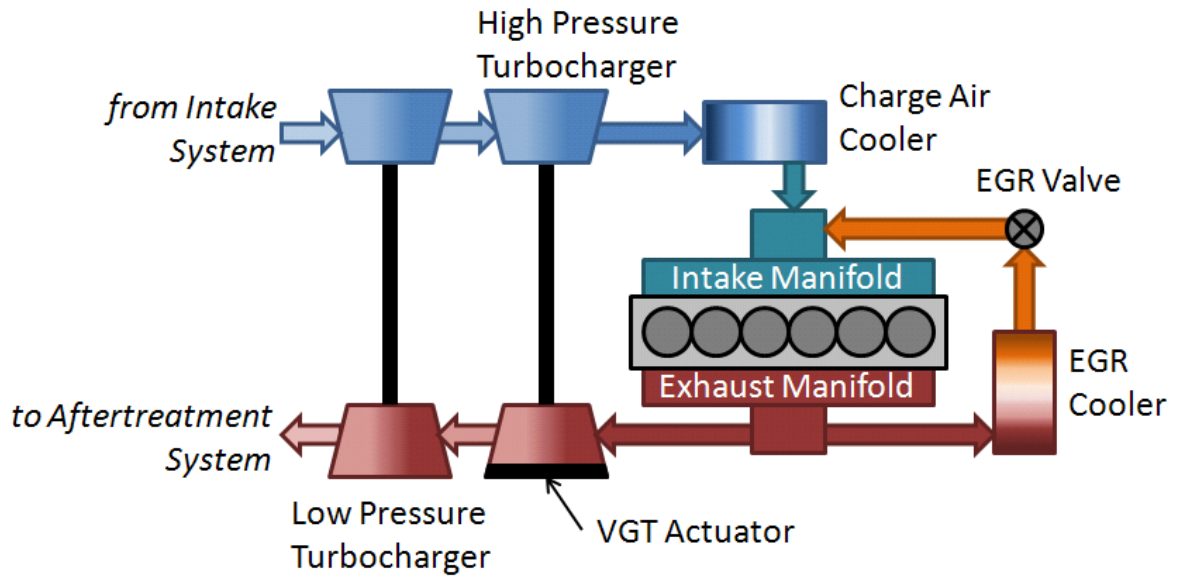 High Pressure
Turbocharger
from Intake
System
Charge Air
Cooler
EGR Valve
Intake Manifold
Exhaust Manifold
EGR
Cooler
to Aftertreatment
System
Low Pressure
Turbocharger
VGT Actuator